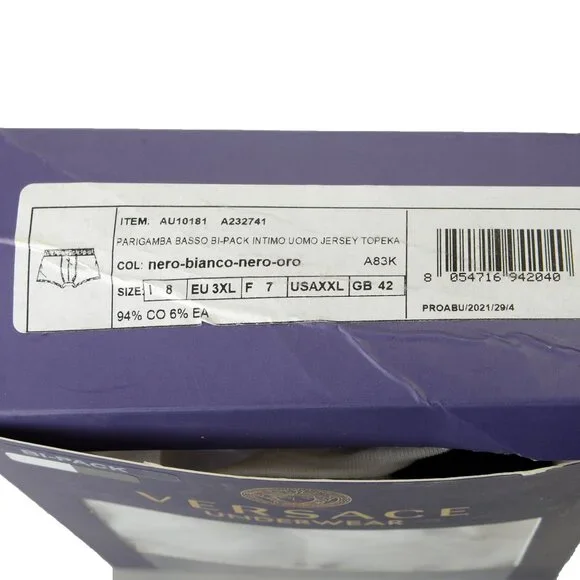 ITEM. AU10181 A232741
PARIGAMBA BASSO BI-PACK INTIMO UOMO JERSEY TOPEKA
COL: nero-bianco-nero-oro A83K
SIZE: I 8 EU 3XL F 7 USAXXL GB 42
94% CO 6% EA
8 054716 942040
PROABU/2021/29/4
BI-PACK
VERSACE
UNDERWEAR